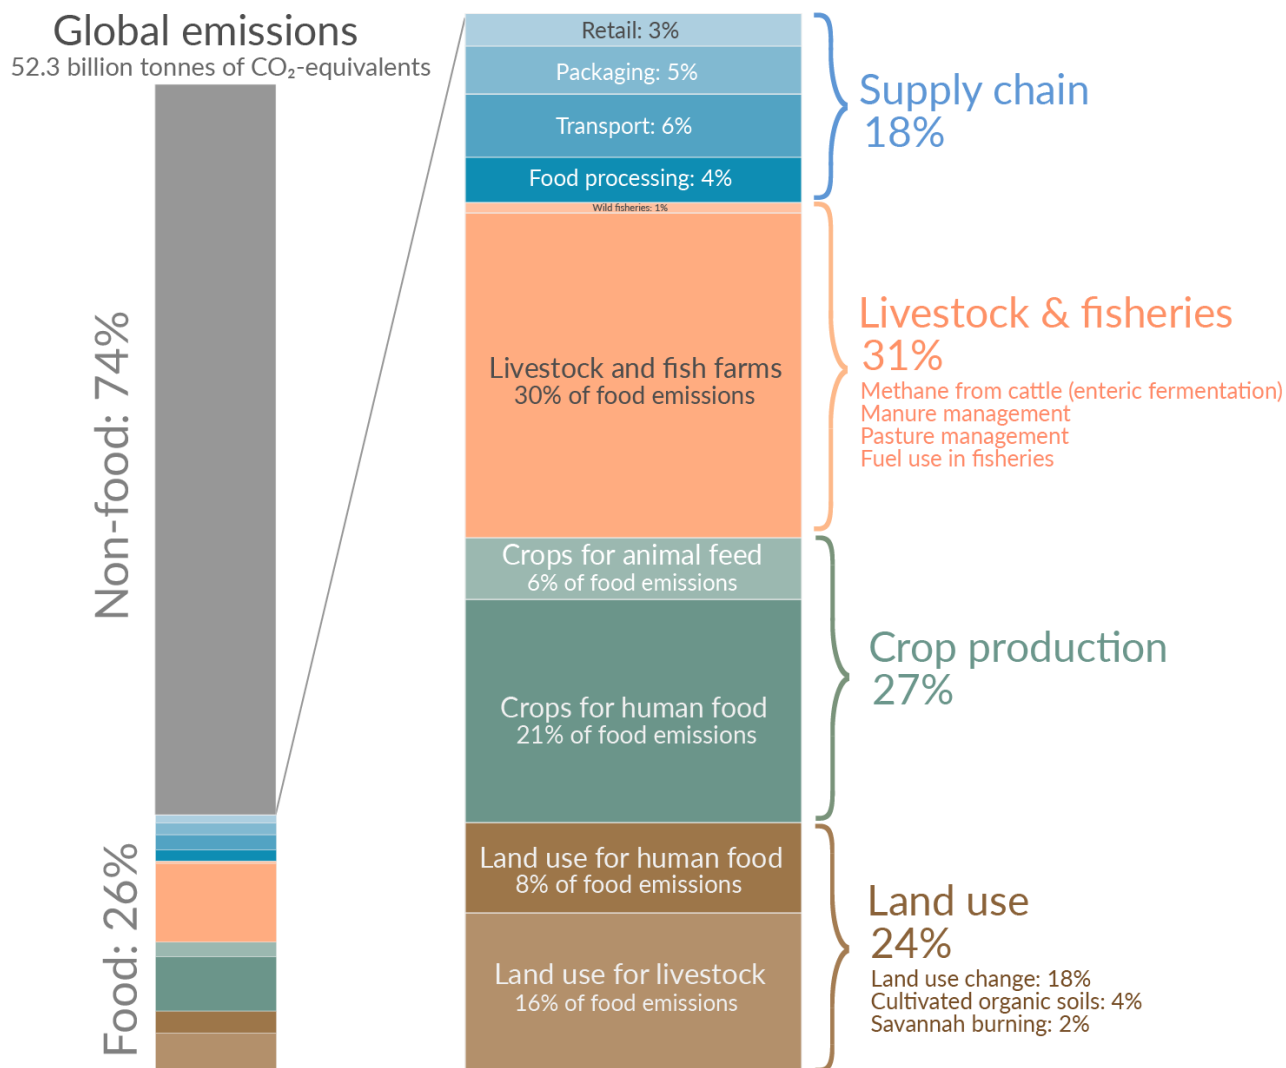 Global emissions
52.3 billion tonnes of CO₂-equivalents
Non-food: 74%
Food: 26%
Retail: 3%
Packaging: 5%
Transport: 6%
Food processing: 4%
Wild fisheries: 1%
Livestock and fish farms
30% of food emissions
Crops for animal feed
6% of food emissions
Crops for human food
21% of food emissions
Land use for human food
8% of food emissions
Land use for livestock
16% of food emissions
Supply chain
18%
Livestock & fisheries
31%
Methane from cattle (enteric fermentation)
Manure management
Pasture management
Fuel use in fisheries
Crop production
27%
Land use
24%
Land use change: 18%
Cultivated organic soils: 4%
Savannah burning: 2%